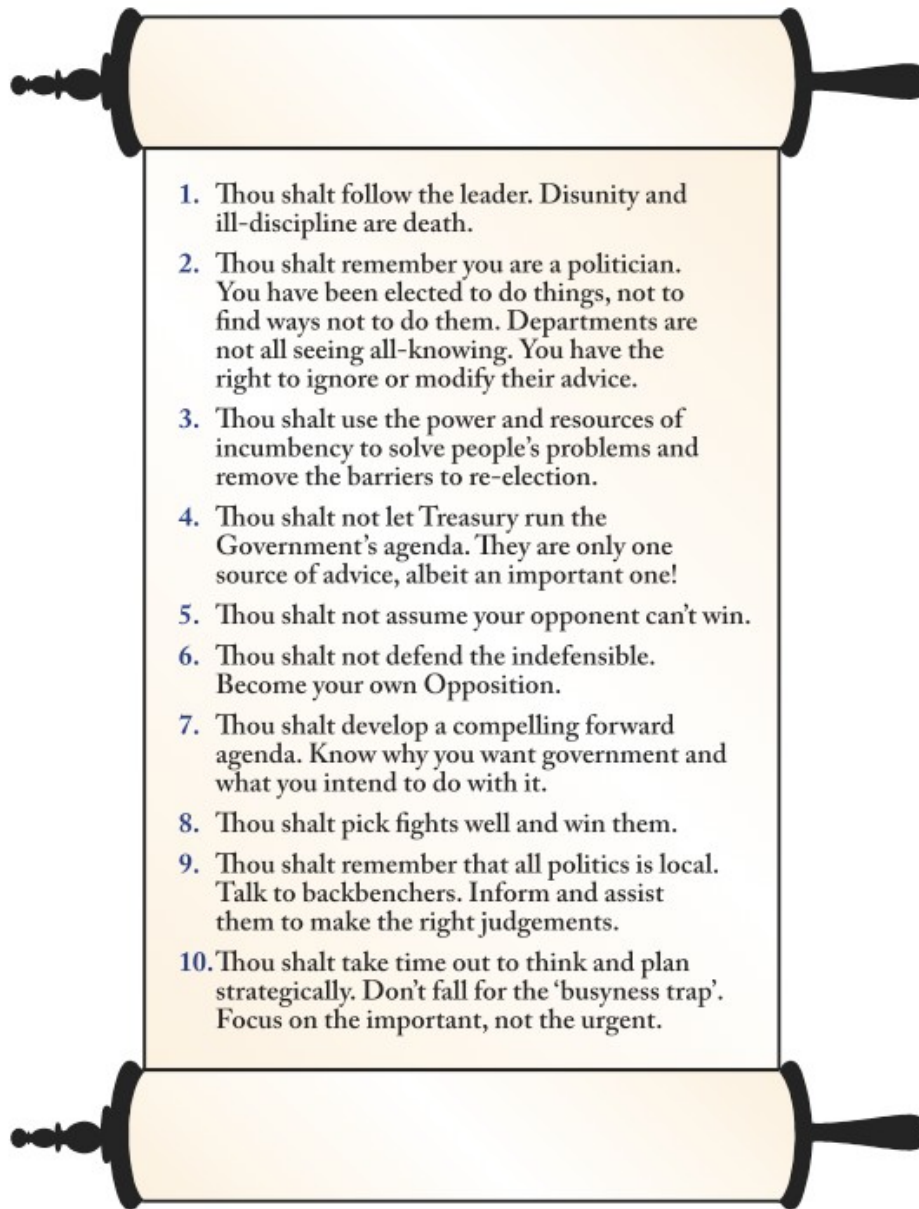 1. Thou shalt follow the leader. Disunity and
ill-discipline are death.
2. Thou shalt remember you are a politician.
You have been elected to do things, not to
find ways not to do them. Departments are
not all seeing all-knowing. You have the
right to ignore or modify their advice.
3. Thou shalt use the power and resources of
incumbency to solve people’s problems and
remove the barriers to re-election.
4. Thou shalt not let Treasury run the
Government’s agenda. They are only one
source of advice, albeit an important one!
5. Thou shalt not assume your opponent can’t win.
6. Thou shalt not defend the indefensible.
Become your own Opposition.
7. Thou shalt develop a compelling forward
agenda. Know why you want government and
what you intend to do with it.
8. Thou shalt pick fights well and win them.
9. Thou shalt remember that all politics is local.
Talk to backbenchers. Inform and assist
them to make the right judgements.
10. Thou shalt take time out to think and plan
strategically. Don’t fall for the ‘busyness trap’.
Focus on the important, not the urgent.